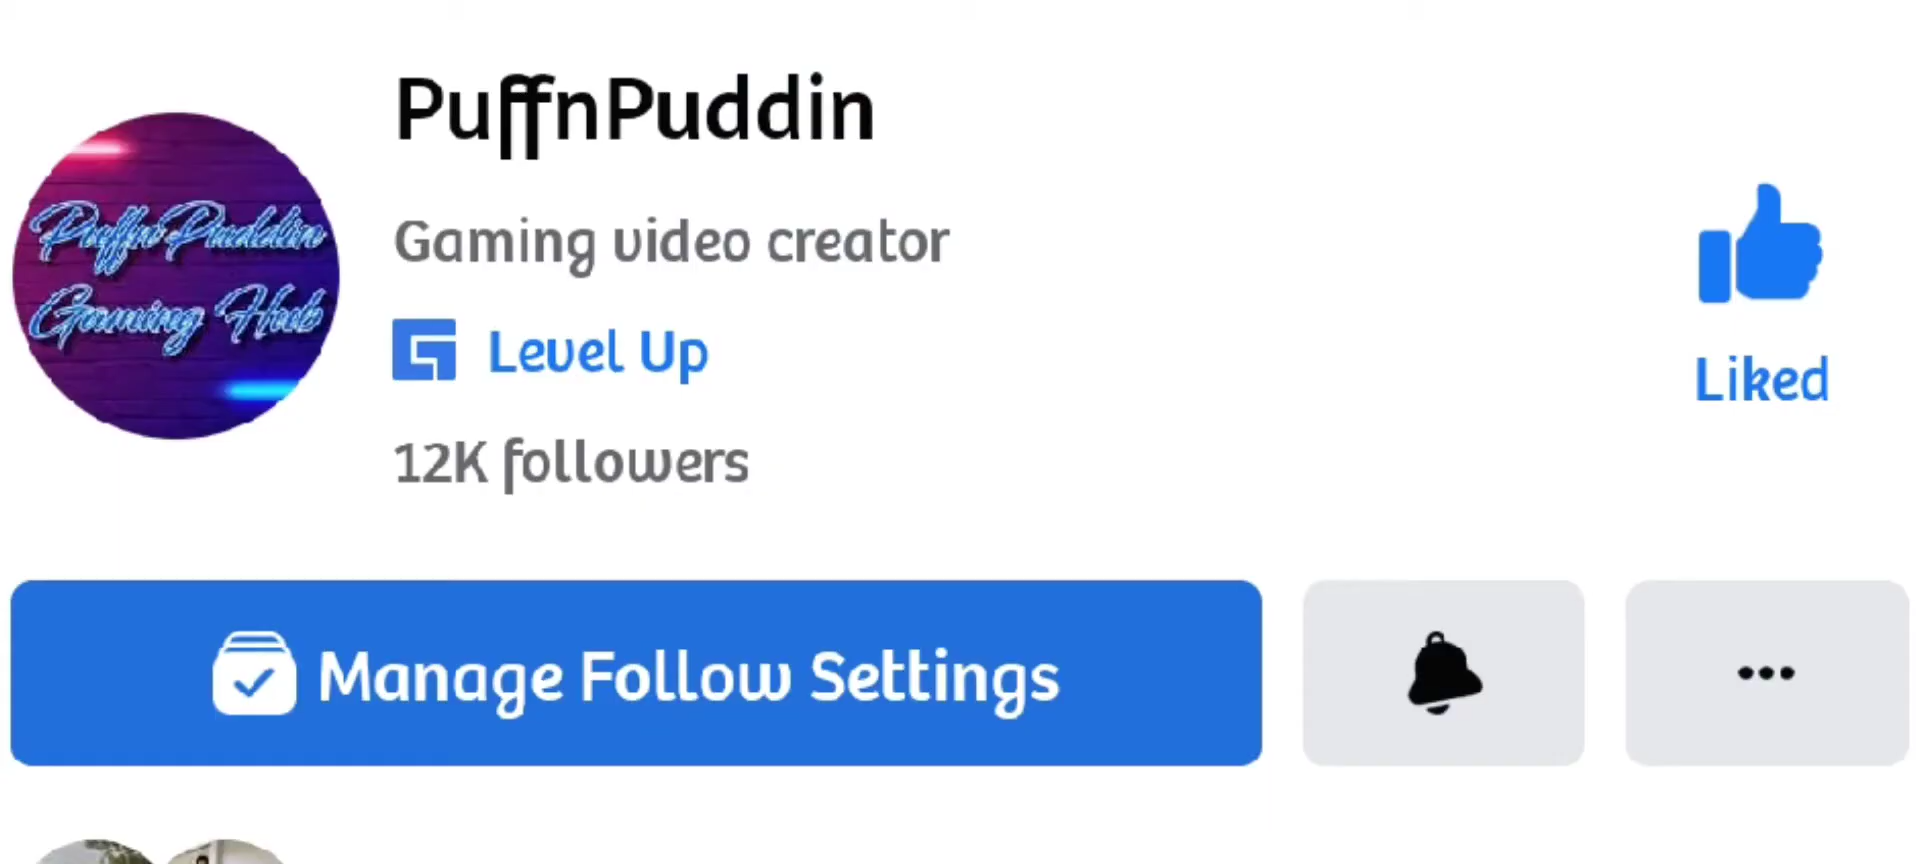 PuffnPuddin
Gaming video creator
Level Up
12K followers
PuffnPuddin
Gaming Hub
Liked
Manage Follow Settings